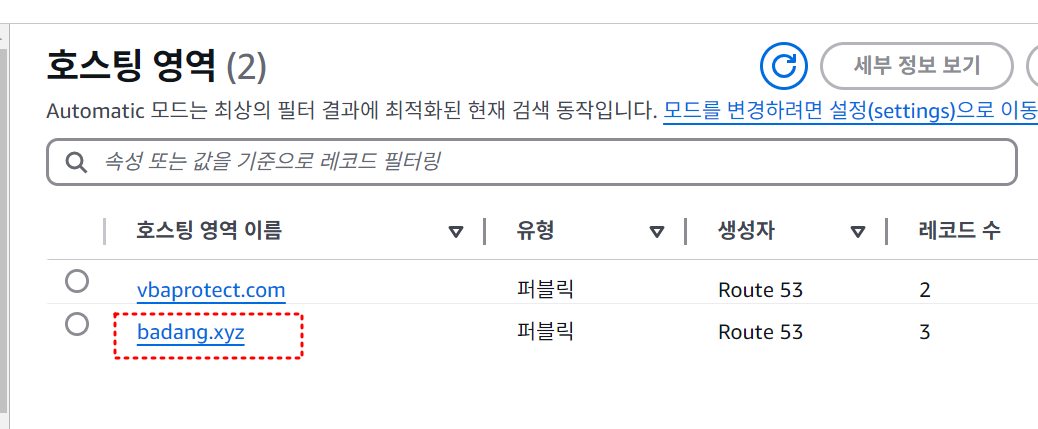 호스팅 영역 (2)
세부 정보 보기
Automatic 모드는 최상의 필터 결과에 최적화된 현재 검색 동작입니다. 모드를 변경하려면 설정(settings)으로 이동
속성 또는 값을 기준으로 레코드 필터링
호스팅 영역 이름 유형 생성자 레코드 수
vbaprotect.com 퍼블릭 Route 53 2
badang.xyz 퍼블릭 Route 53 3